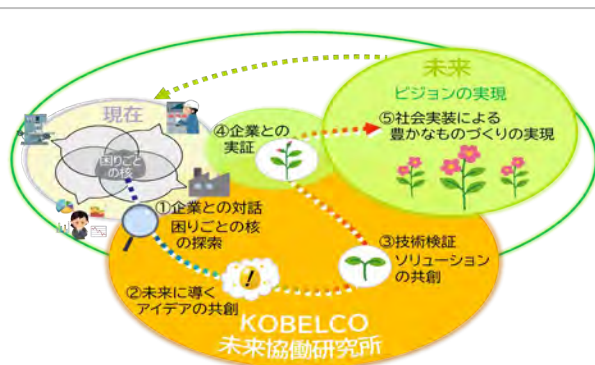 未来
ビジョンの実現
⑤社会実装による
豊かなものづくりの実現
現在
④企業との
実証
困りごと
の核
①企業との対話
困りごとの核
の探索
③技術検証
ソリューション
の共創
②未来に導く
アイデアの共創
!
KOBELCO
未来協働研究所